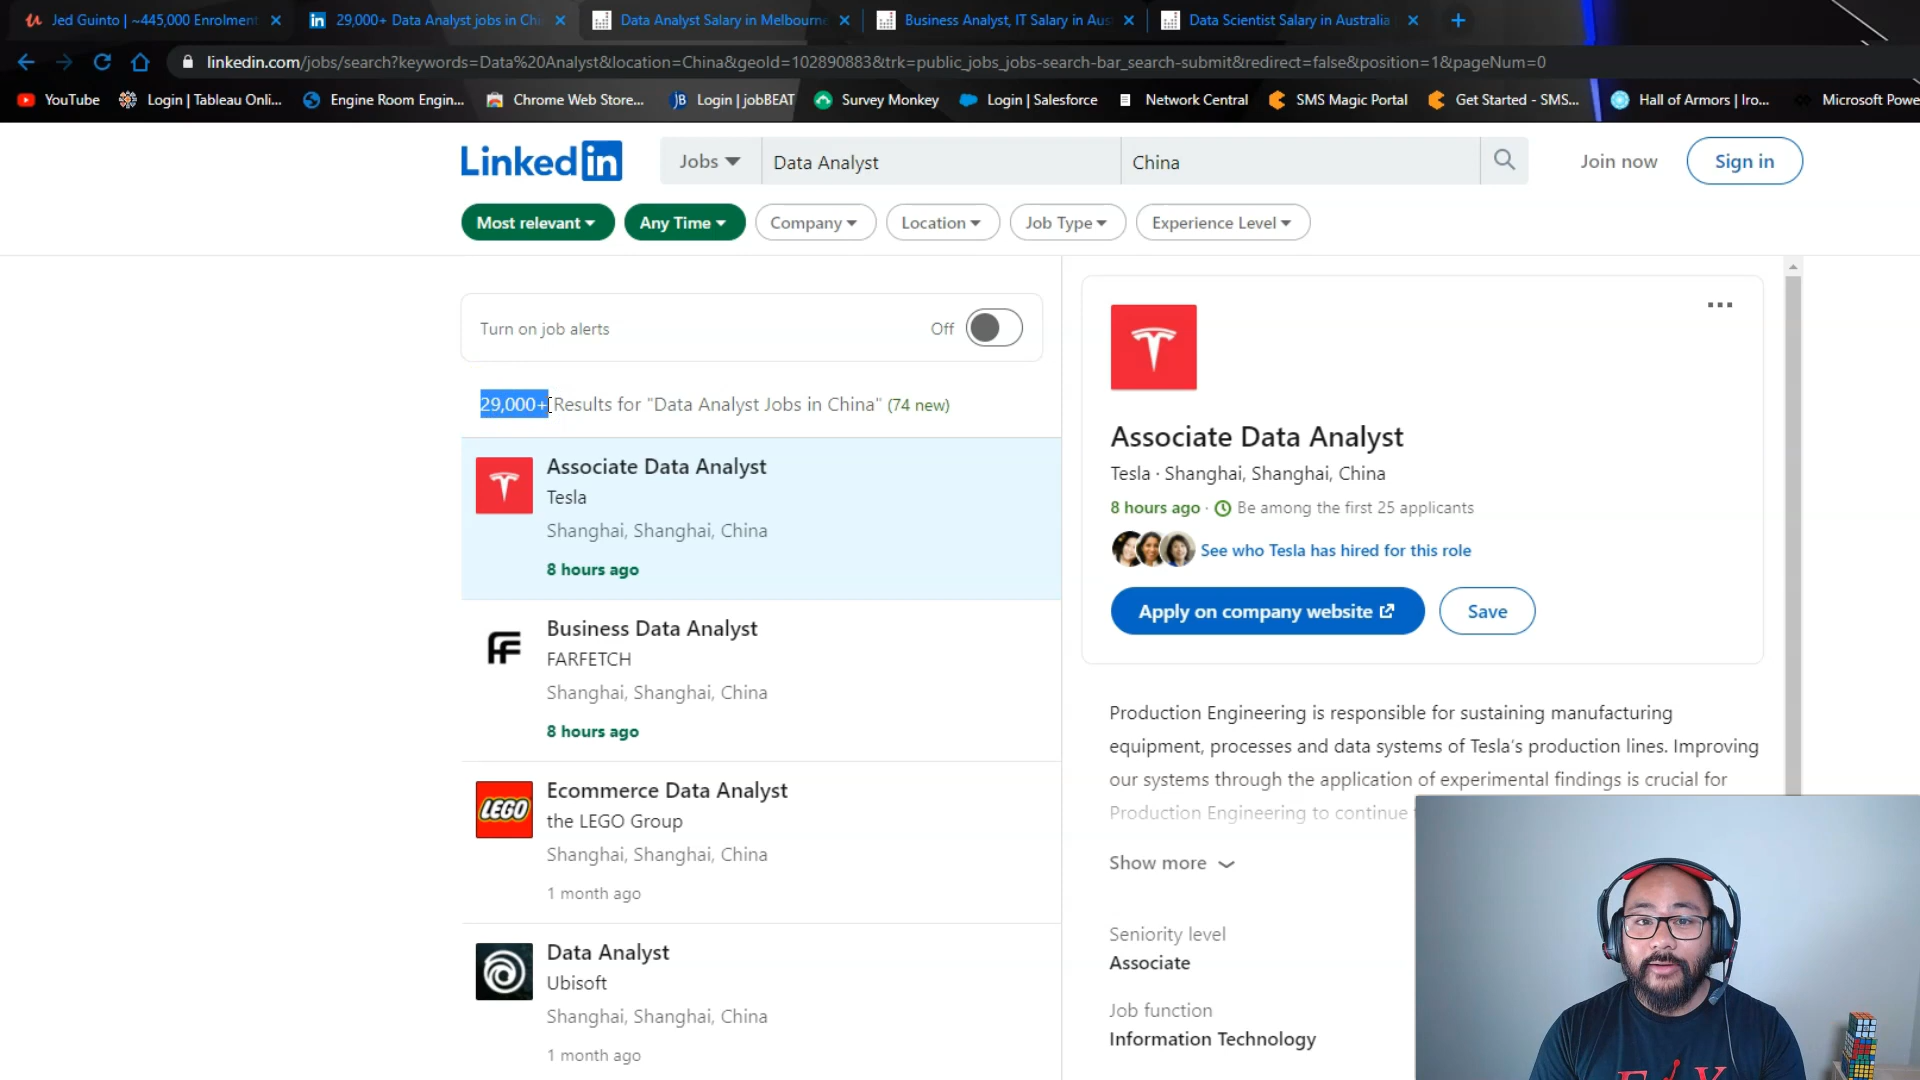 Jed Guinto | ~445,000 Enrolment
29,000+ Data Analyst jobs in Chi
Data Analyst Salary in Melbourne
Business Analyst, IT Salary in Aus
Data Scientist Salary in Australia
linkedin.com/jobs/search?keywords=Data%20Analyst&location=China&geoId=102890883&trk=public_jobs_jobs-search-bar_search-submit&redirect=false&position=1&pageNum=0
YouTube
Login | Tableau Onli...
Engine Room Engin...
Chrome Web Store...
jB Login | jobBEAT
Survey Monkey
Login | Salesforce
Network Central
SMS Magic Portal
Get Started - SMS...
Hall of Armors | Iro...
Microsoft Powe
Linkedin
Jobs
Data Analyst
China
Join now
Sign in
Most relevant
Any Time
Company
Location
Job Type
Experience Level
Turn on job alerts
Off
29,000+ Results for "Data Analyst Jobs in China" (74 new)
Associate Data Analyst
Tesla
Shanghai, Shanghai, China
8 hours ago
Business Data Analyst
FARFETCH
Shanghai, Shanghai, China
8 hours ago
LEGO
Ecommerce Data Analyst
the LEGO Group
Shanghai, Shanghai, China
1 month ago
Data Analyst
Ubisoft
Shanghai, Shanghai, China
1 month ago
Associate Data Analyst
Tesla · Shanghai, Shanghai, China
8 hours ago · Be among the first 25 applicants
See who Tesla has hired for this role
Apply on company website
Save
Production Engineering is responsible for sustaining manufacturing
equipment, processes and data systems of Tesla's production lines. Improving
our systems through the application of experimental findings is crucial for
Production Engineering to continue
Show more
Seniority level
Associate
Job function
Information Technology